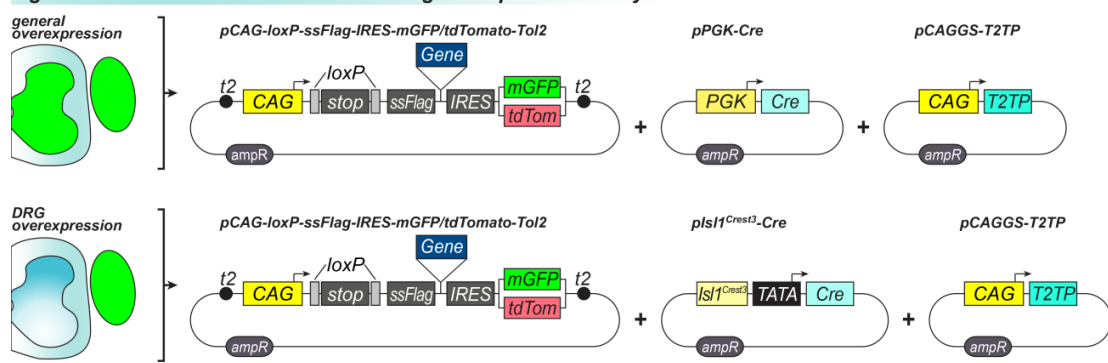 general
overexpression
pCAG-loxP-ssFlag-IRES-mGFP/tdTomato-Tol2
pPGK-Cre
pCAGGS-T2TP
Gene
loxP
t2 CAG stop ssFlag IRES mGFP t2
tdTom
PGK Cre
CAG T2TP
+ +
ampR ampR ampR
DRG
overexpression
pCAG-loxP-ssFlag-IRES-mGFP/tdTomato-Tol2
pIsl1Crest3-Cre
pCAGGS-T2TP
Gene
loxP
t2 CAG stop ssFlag IRES mGFP t2
tdTom
Isl1Crest3 TATA Cre
CAG T2TP
+ +
ampR ampR ampR